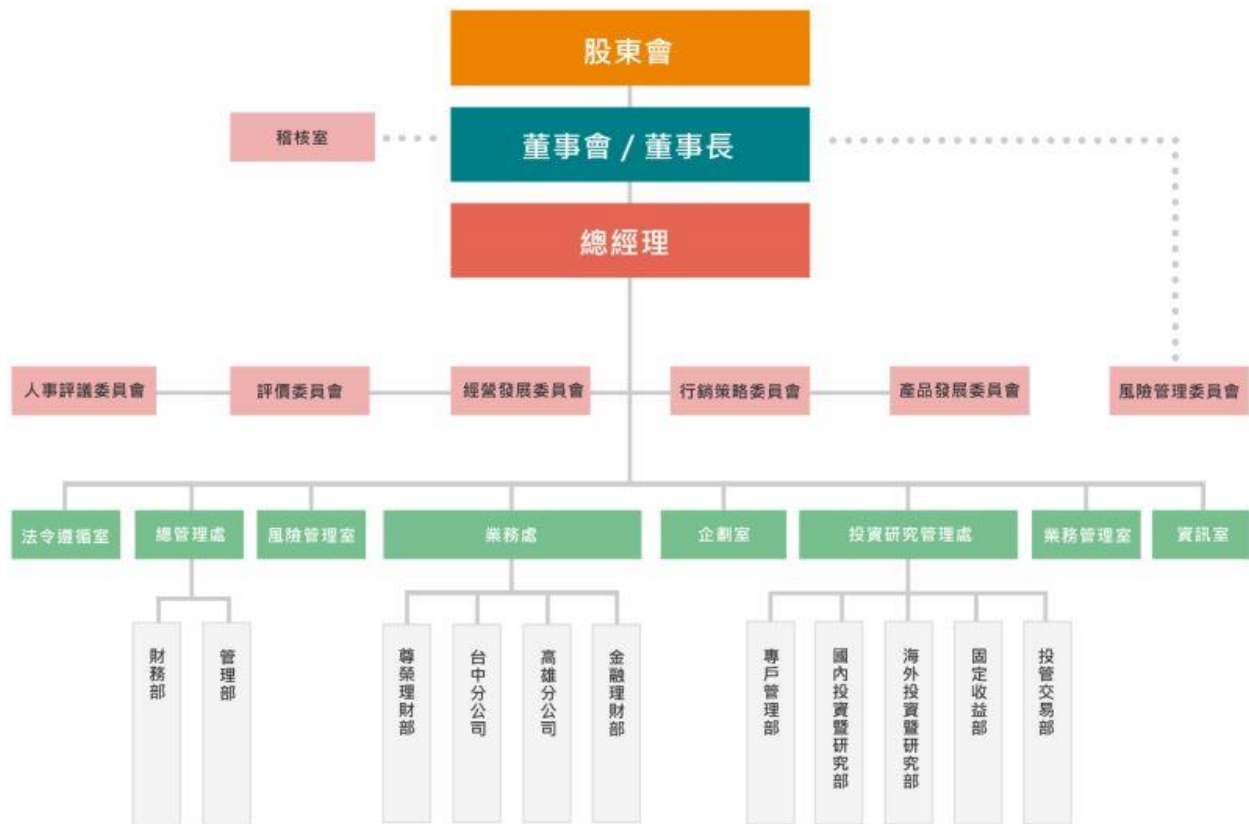 股東會
稽核室
董事會 / 董事長
總經理
人事評議委員會
評價委員會
經營發展委員會
行銷策略委員會
產品發展委員會
風險管理委員會
法令遵循室
總管理處
風險管理室
業務處
企劃室
投資研究管理處
業務管理室
資訊室
財務部
管理部
尊榮理財部
台中分公司
高雄分公司
金融理財部
專戶管理部
國內投資暨研究部
海外投資暨研究部
固定收益部
投管交易部